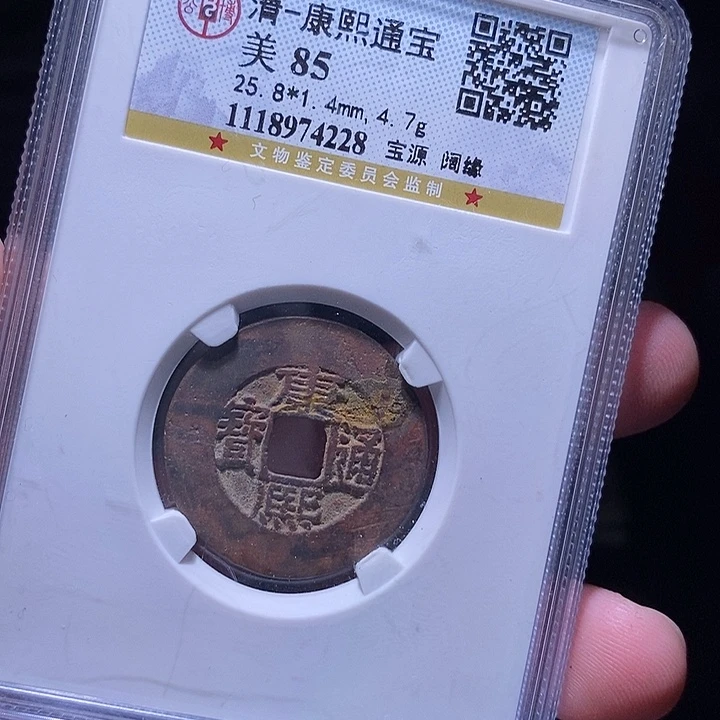 清-康熙通宝
美 85
25.8*1.4mm, 4.7g
1118974228 宝源 阔缘
文物鉴定委员会监制
康熙通寶